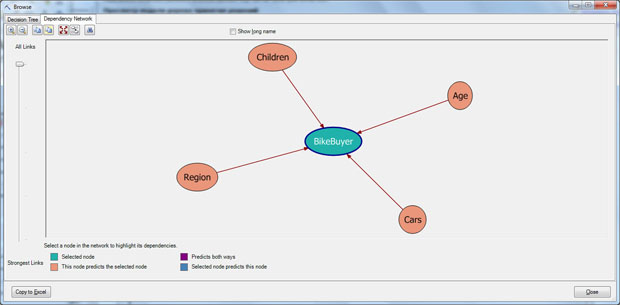 Browse
Decision Tree Dependency Network
Show long name
All Links
Children
Age
BikeBuyer
Region
Cars
Select a node in the network to highlight its dependencies.
Selected node Predicts both ways
Strongest Links This node predicts the selected node Selected node predicts this node
Copy to Excel Close